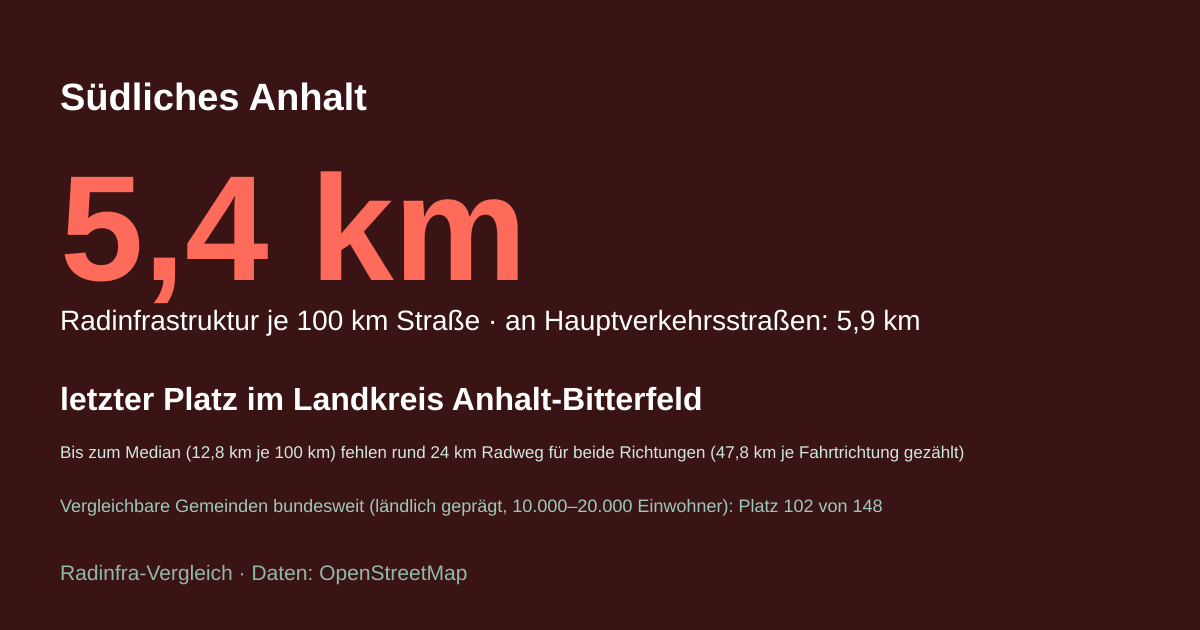 Südliches Anhalt
5,4 km
Radinfrastruktur je 100 km Straße · an Hauptverkehrsstraßen: 5,9 km
letzter Platz im Landkreis Anhalt-Bitterfeld
Bis zum Median (12,8 km je 100 km) fehlen rund 24 km Radweg für beide Richtungen (47,8 km je Fahrtrichtung gezählt)
Vergleichbare Gemeinden bundesweit (ländlich geprägt, 10.000–20.000 Einwohner): Platz 102 von 148
Radinfra-Vergleich · Daten: OpenStreetMap